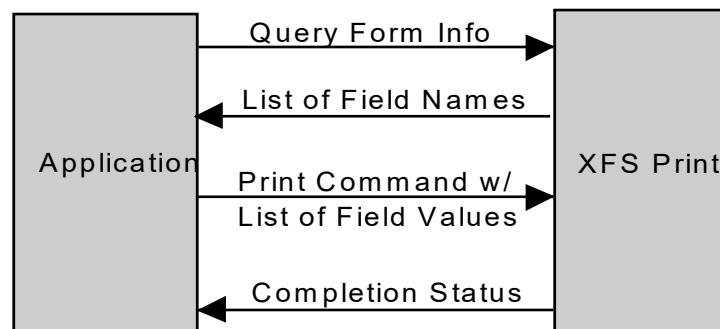 Query Form Info
List of Field Names
Application
XFS Print
Print Command w/
List of Field Values
Completion Status